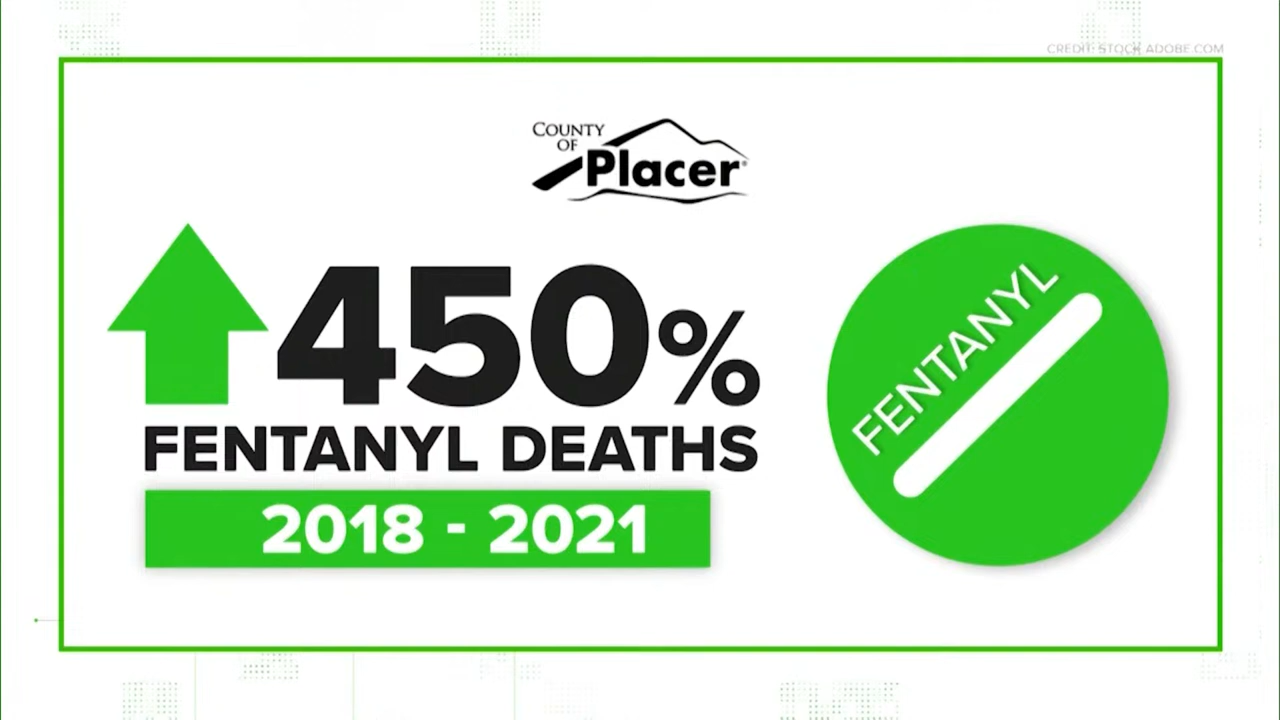 CREDIT: STOCK.ADOBE.COM
COUNTY
OF
Placer®
450%
FENTANYL DEATHS
2018 - 2021
FENTANYL